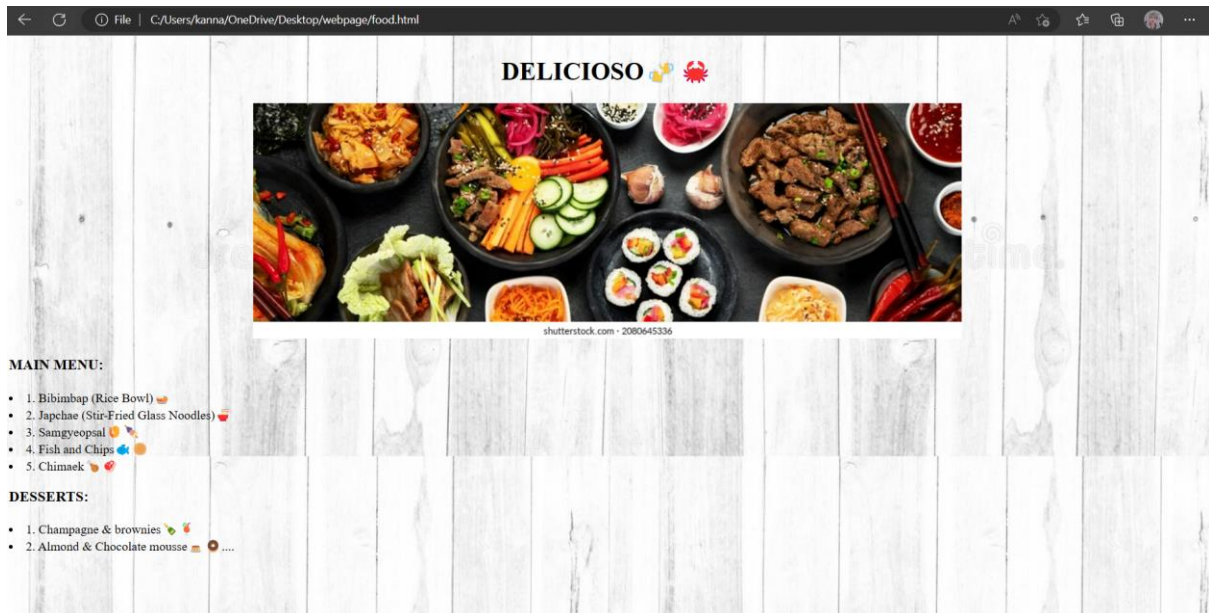 File | C:/Users/kanna/OneDrive/Desktop/webpage/food.html
DELICIOSO 🍻 🦀
shutterstock.com · 2080645336
MAIN MENU:
• 1. Bibimbap (Rice Bowl) 🍛
• 2. Japchae (Stir-Fried Glass Noodles) 🍜
• 3. Samgyeopsal 🥠 🍢
• 4. Fish and Chips 🐟 🍪
• 5. Chimaek 🍗 🥩
DESSERTS:
• 1. Champagne & brownies 🍾 🍹
• 2. Almond & Chocolate mousse 🍮 🍩 ....